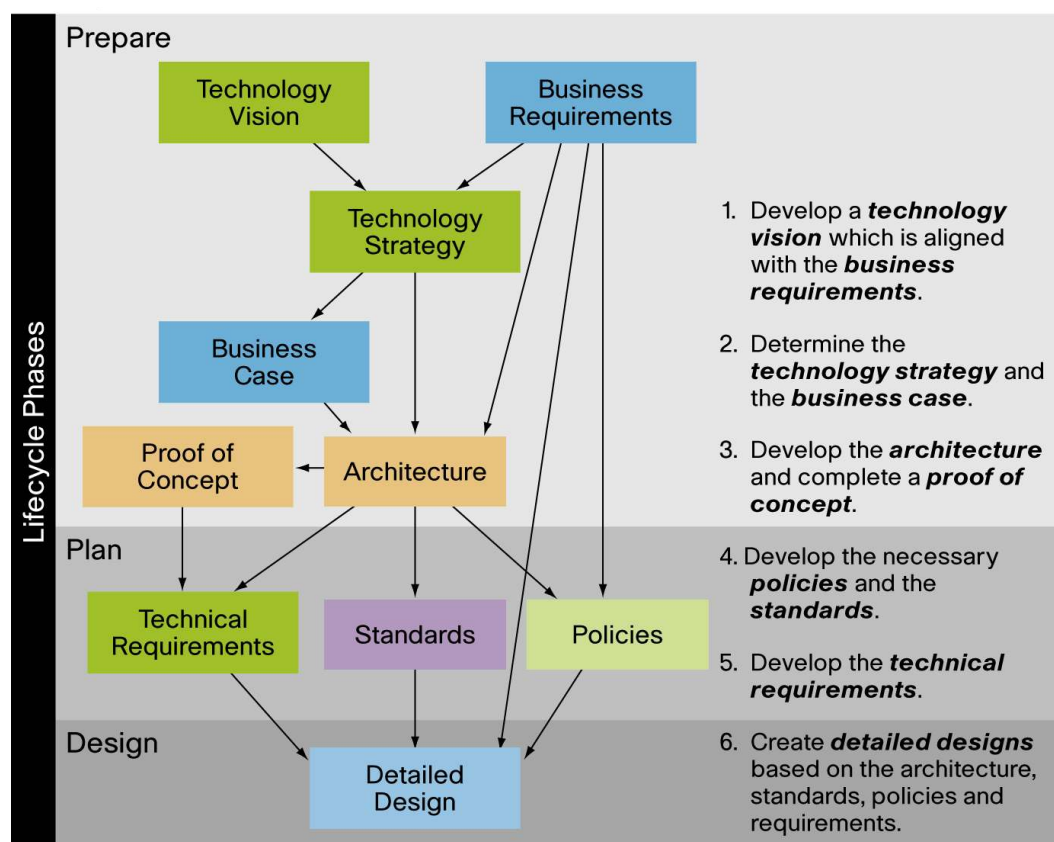 Lifecycle Phases
Prepare
Technology
Vision
Business
Requirements
Technology
Strategy
Business
Case
Proof of
Concept
Architecture
1. Develop a technology
vision which is aligned
with the business
requirements.
2. Determine the
technology strategy and
the business case.
3. Develop the architecture
and complete a proof of
concept.
Plan
Technical
Requirements
Standards
Policies
4. Develop the necessary
policies and the
standards.
5. Develop the technical
requirements.
Design
Detailed
Design
6. Create detailed designs
based on the architecture,
standards, policies and
requirements.